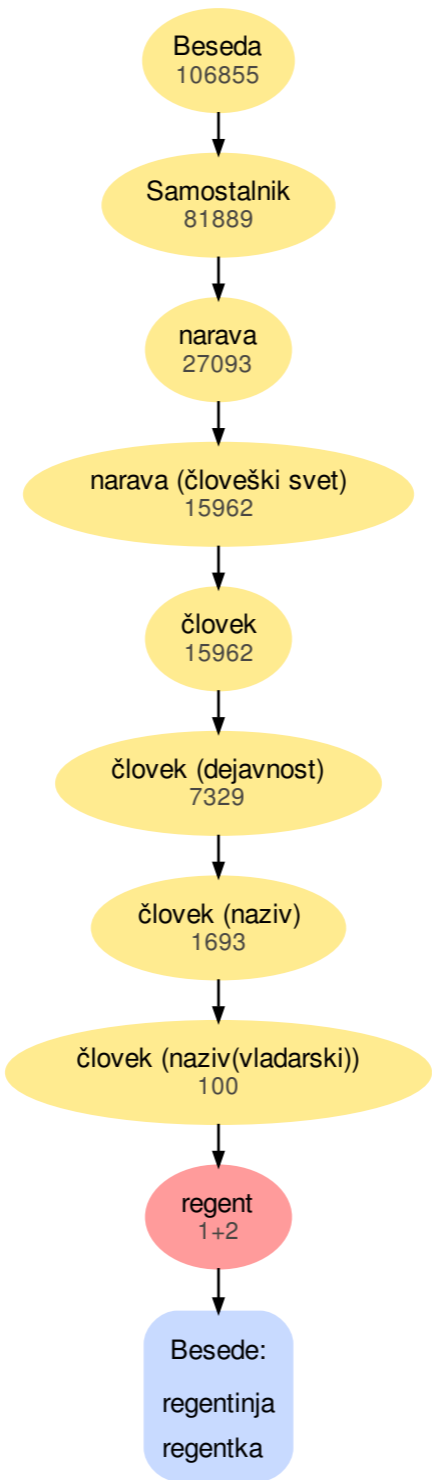 Beseda
106855
Samostalnik
81889
narava
27093
narava (človeški svet)
15962
človek
15962
človek (dejavnost)
7329
človek (naziv)
1693
človek (naziv(vladarski))
100
regent
1+2
Besede:
regentinja
regentka